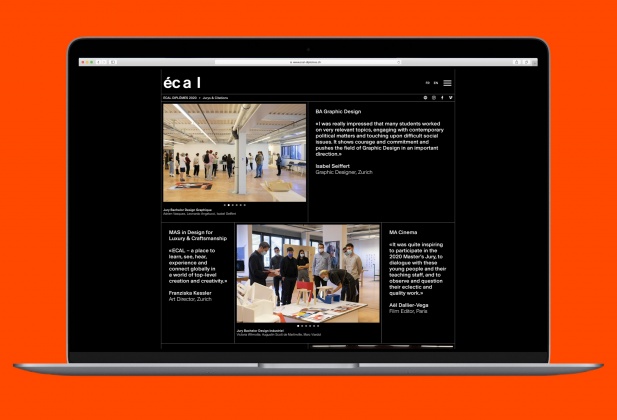 écal
FR EN
ECAL DIPLÔMES 2020 • Jurys & Citations
BA Graphic Design
«I was really impressed that many students worked
on very relevant topics, engaging with contemporary
political matters and touching upon difficult social
issues. It shows courage and commitment and
pushes the field of Graphic Design in an important
direction.»
Isabel Seiffert
Graphic Designer, Zurich
Jury Bachelor Design Graphique
MAS in Design for
Luxury & Craftsmanship
«ECAL – a place to
learn, see, hear,
experience and
connect globally in
a world of top-level
creation and creativity.»
Franziska Kessler
Art Director, Zurich
Jury Bachelor Design Industriel
MA Cinema
«It was quite inspiring
to participate in the
2020 Master's Jury, to
dialogue with these
young people and their
teaching staff, and to
observe and question
their eclectic and
quality work.»
Aël Dallier-Vega
Film Editor, Paris